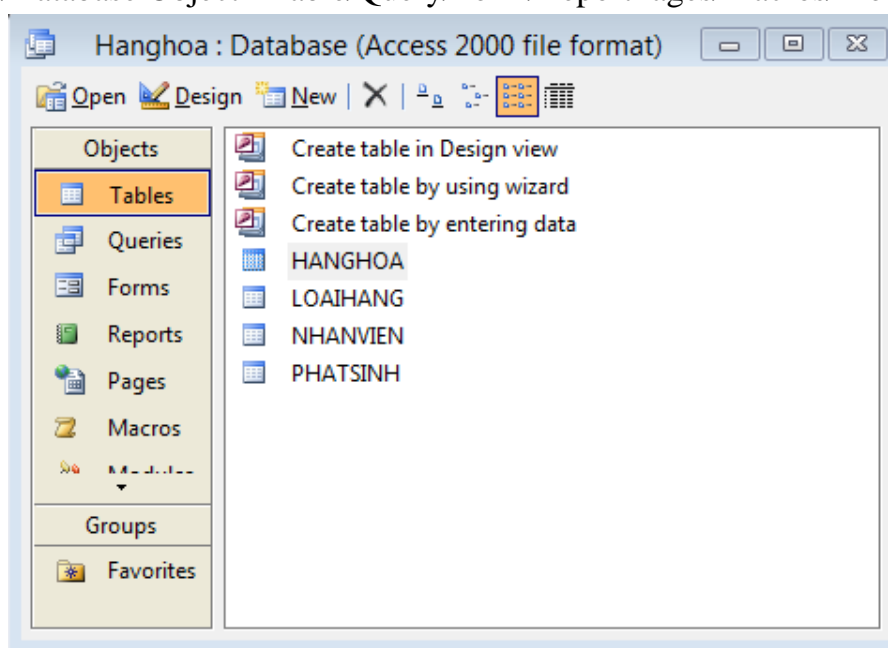 Hanghoa : Database (Access 2000 file format)
Open Design New
Objects
Tables
Queries
Forms
Reports
Pages
Macros
Groups
Favorites
Create table in Design view
Create table by using wizard
Create table by entering data
HANGHOA
LOAIHANG
NHANVIEN
PHATSINH